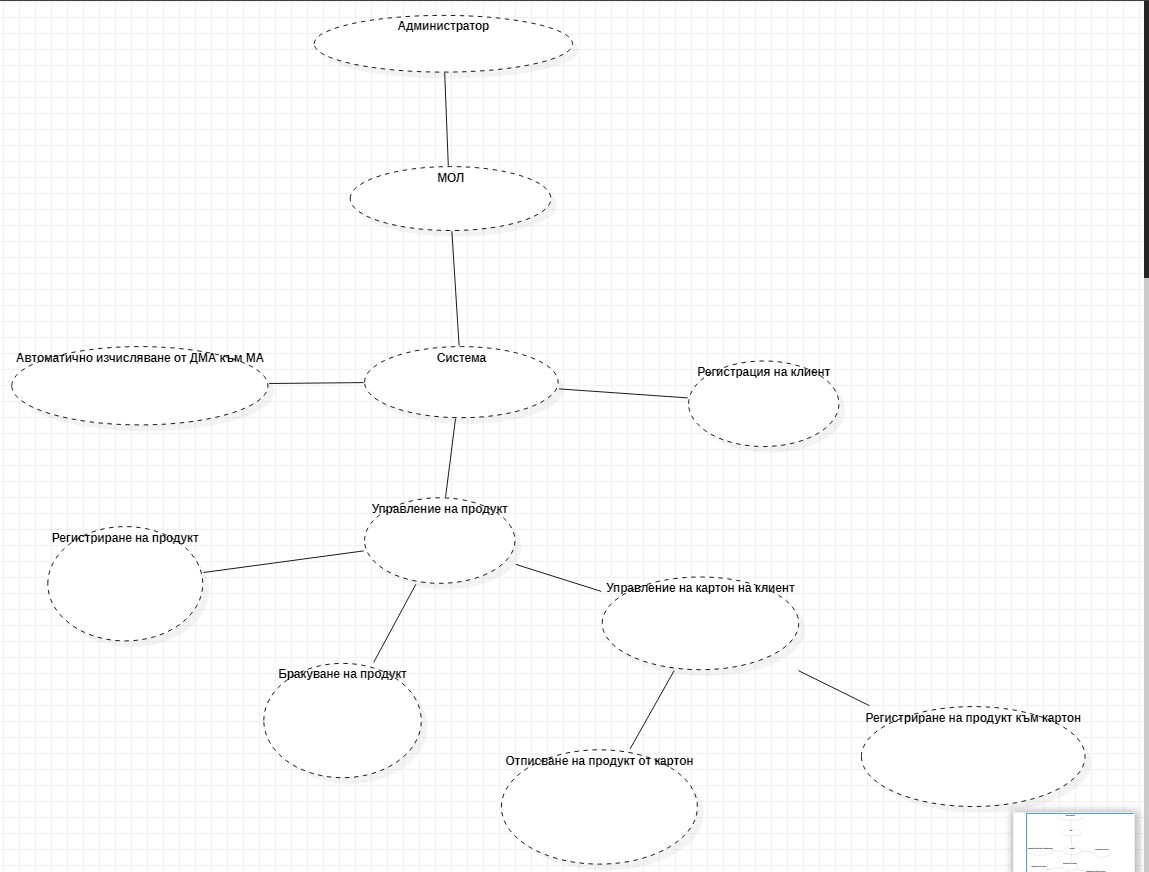 Администратор
МОЛ
Автоматично изчисляване от ДМА към МА
Система
Регистрация на клиент
Управление на продукт
Регистриране на продукт
Управление на картон на клиент
Бракуване на продукт
Регистриране на продукт към картон
Отписване на продукт от картон